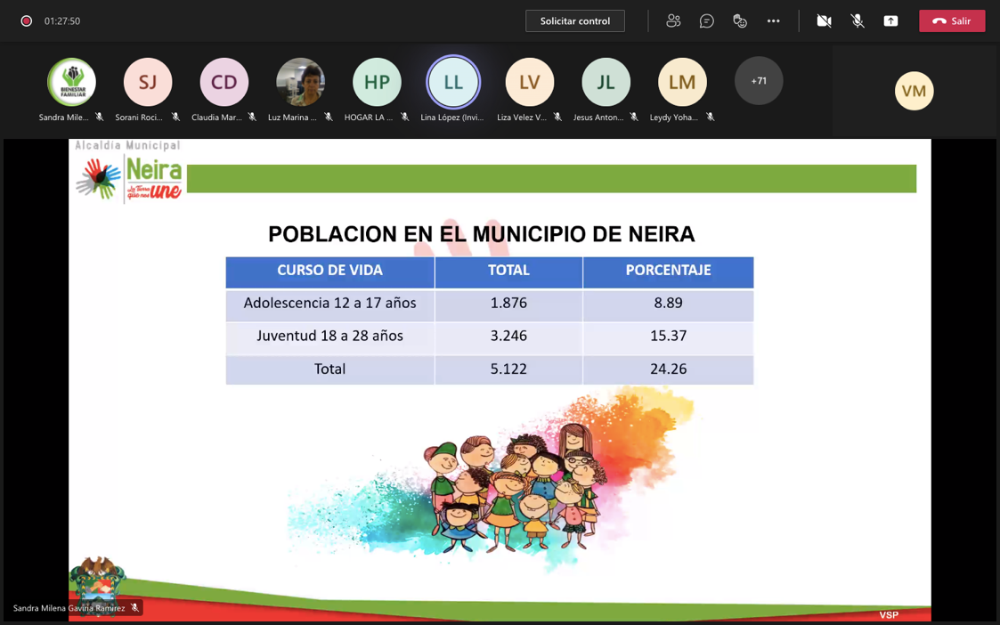 01:27:50
Solicitar control
Salir
BIENESTAR
FAMILIAR
SJ
CD
HP
LL
LV
JL
LM
+71
VM
Sandra Mile...
Sorani Roci...
Claudia Mar...
Luz Marina ...
HOGAR LA ...
Lina López (Invi...
Liza Velez V...
Jesus Anton...
Leydy Yoha...
Alcaldía Municipal
Neira
La Tierra
que nos une
POBLACION EN EL MUNICIPIO DE NEIRA
CURSO DE VIDA TOTAL PORCENTAJE
Adolescencia 12 a 17 años 1.876 8.89
Juventud 18 a 28 años 3.246 15.37
Total 5.122 24.26
Sandra Milena Gaviria Ramirez
VSP